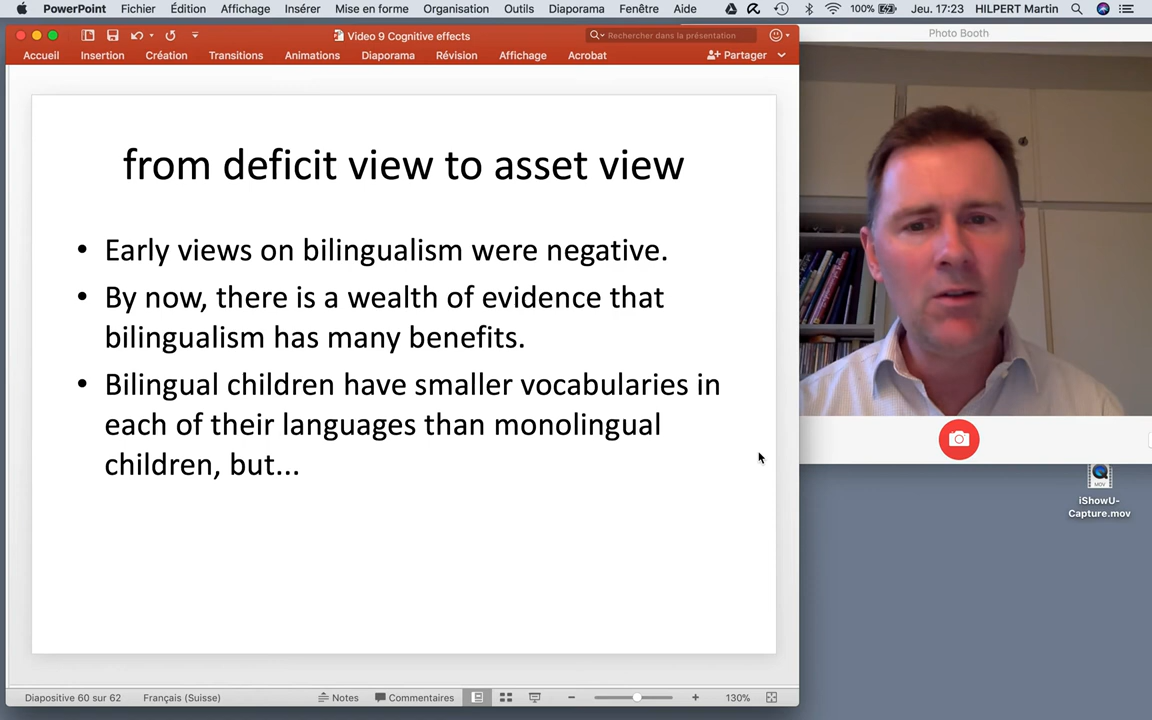 PowerPoint Fichier Édition Affichage Insérer Mise en forme Organisation Outils Diaporama Fenêtre Aide 100% Jeu. 17:23 HILPERT Martin
Video 9 Cognitive effects
Rechercher dans la présentation
Photo Booth
Accueil Insertion Création Transitions Animations Diaporama Révision Affichage Acrobat Partager
from deficit view to asset view
• Early views on bilingualism were negative.
• By now, there is a wealth of evidence that
bilingualism has many benefits.
• Bilingual children have smaller vocabularies in
each of their languages than monolingual
children, but...
MOV
iShowU-
Capture.mov
Diapositive 60 sur 62 Français (Suisse) Notes Commentaires 130%